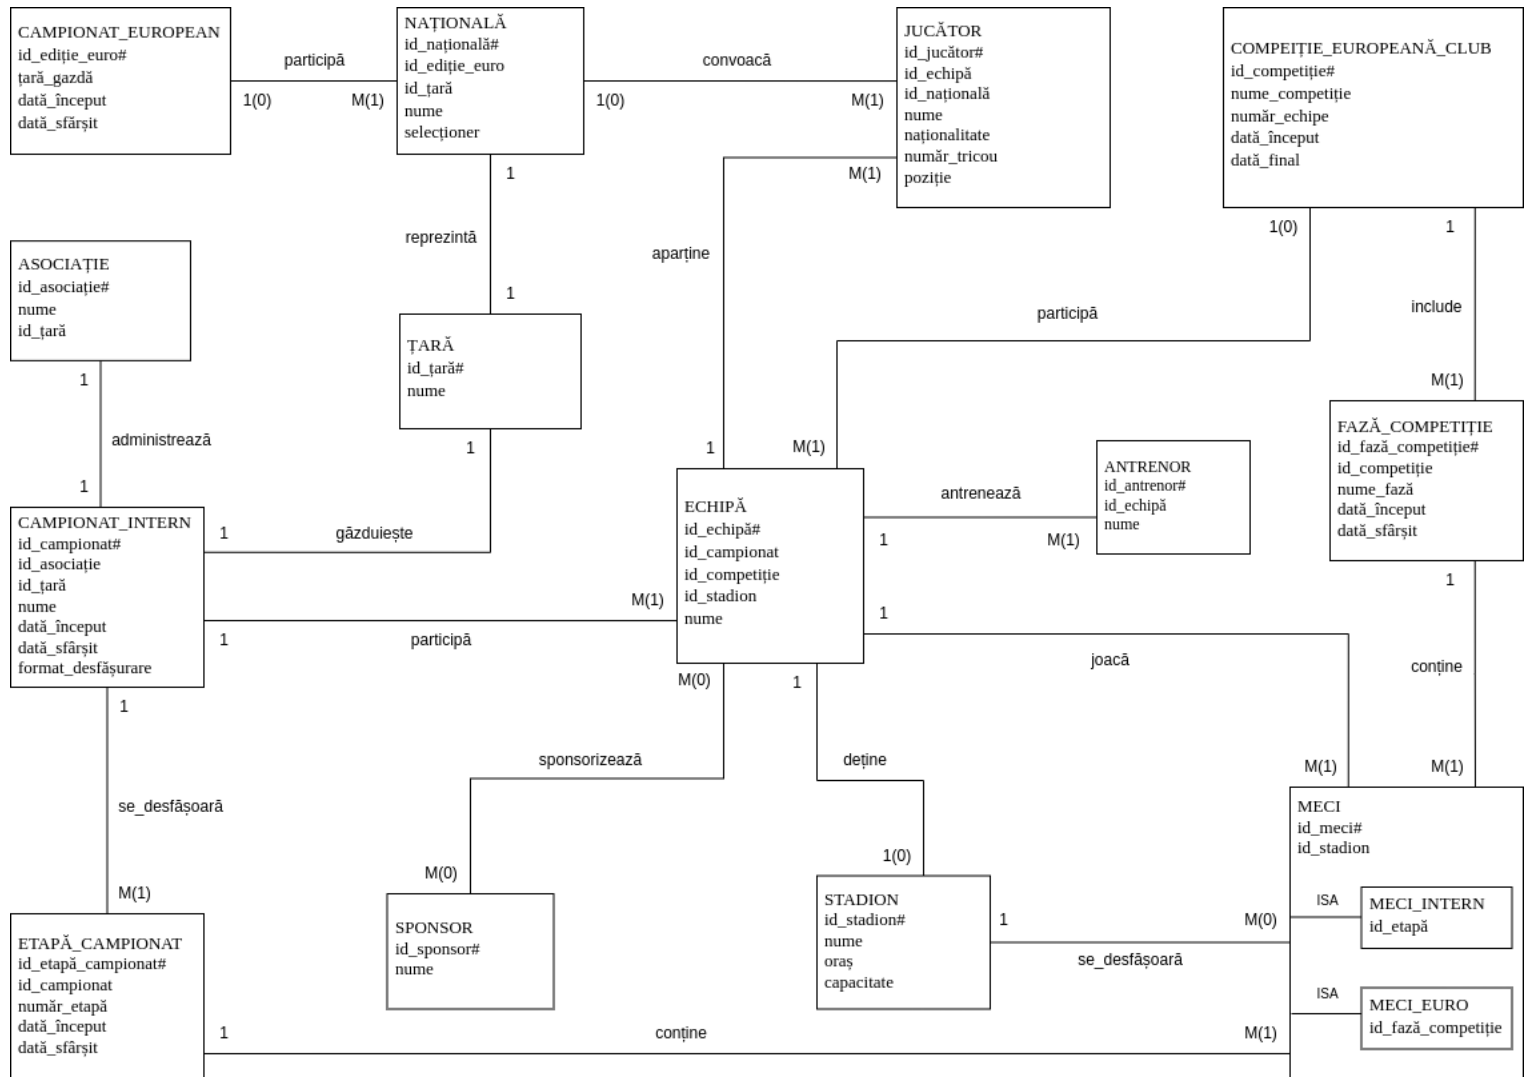 CAMPIONAT_EUROPEAN
id_ediție_euro#
țară_gazdă
dată_început
dată_sfărșit
participă
1(0)
M(1)
NAȚIONALĂ
id_națională#
id_ediție_euro
id_țară
nume
selecționer
convoacă
1(0)
M(1)
JUCĂTOR
id_jucător#
id_echipă
id_națională
nume
naționalitate
număr_tricou
poziție
COMPEIȚIE_EUROPEANĂ_CLUB
id_competiție#
nume_competiție
număr_echipe
dată_început
dată_final
1
reprezintă
1
M(1)
aparține
1
1(0)
participă
M(1)
1
include
M(1)
ASOCIAȚIE
id_asociație#
nume
id_țară
1
administrează
1
ȚARĂ
id_țară#
nume
1
găzduiește
1
FAZĂ_COMPETIȚIE
id_fază_competiție#
id_competiție
nume_fază
dată_început
dată_sfârșit
ANTRENOR
id_antrenor#
id_echipă
nume
antrenează
1
M(1)
ECHIPĂ
id_echipă#
id_campionat
id_competiție
id_stadion
nume
CAMPIONAT_INTERN
id_campionat#
id_asociație
id_țară
nume
dată_început
dată_sfârșit
format_desfășurare
M(1)
1
participă
1
joacă
M(1)
1
conține
M(1)
M(0)
sponsorizează
M(0)
1
deține
1(0)
1
se_desfășoară
M(1)
SPONSOR
id_sponsor#
nume
STADION
id_stadion#
nume
oraș
capacitate
1
M(0)
se_desfășoară
MECI
id_meci#
id_stadion
ISA
MECI_INTERN
id_etapă
ISA
MECI_EURO
id_fază_competiție
ETAPĂ_CAMPIONAT
id_etapă_campionat#
id_campionat
număr_etapă
dată_început
dată_sfârșit
1
conține
M(1)